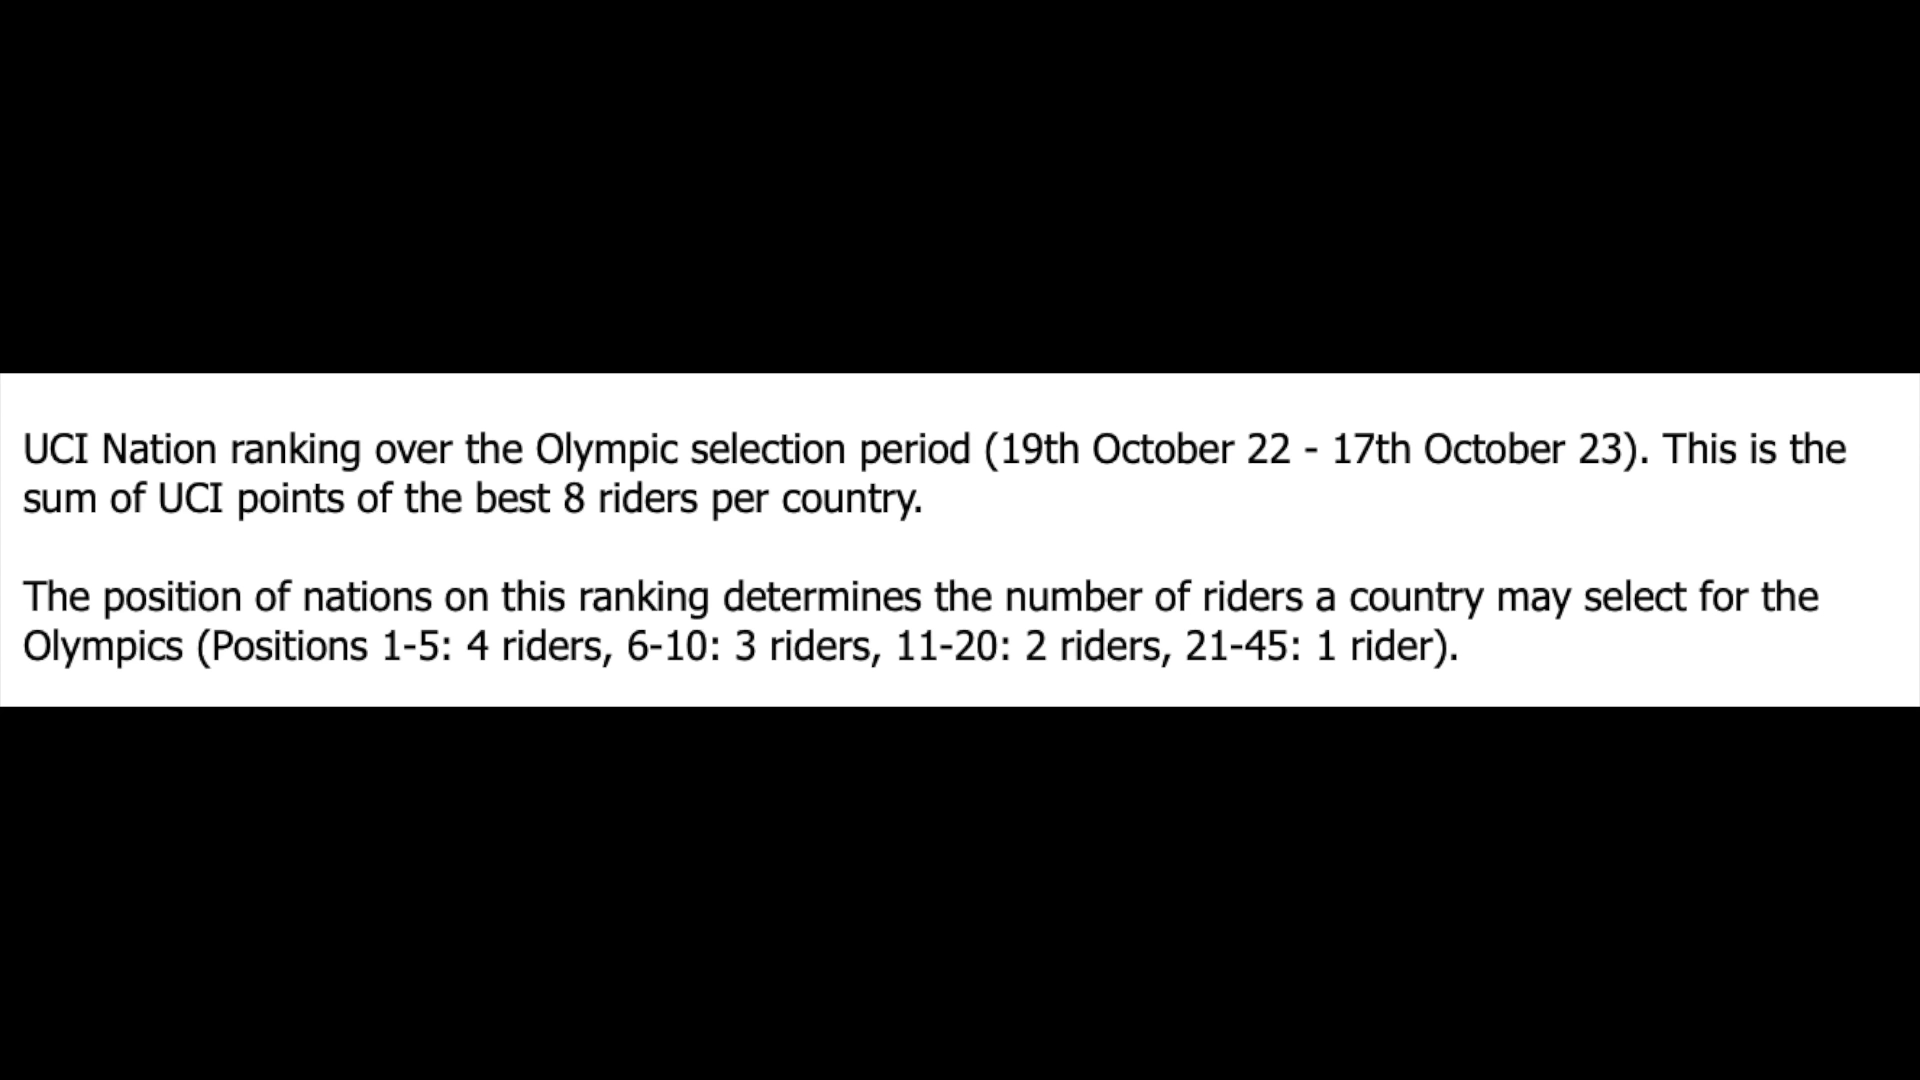 UCI Nation ranking over the Olympic selection period (19th October 22 - 17th October 23). This is the
sum of UCI points of the best 8 riders per country.
The position of nations on this ranking determines the number of riders a country may select for the
Olympics (Positions 1-5: 4 riders, 6-10: 3 riders, 11-20: 2 riders, 21-45: 1 rider).